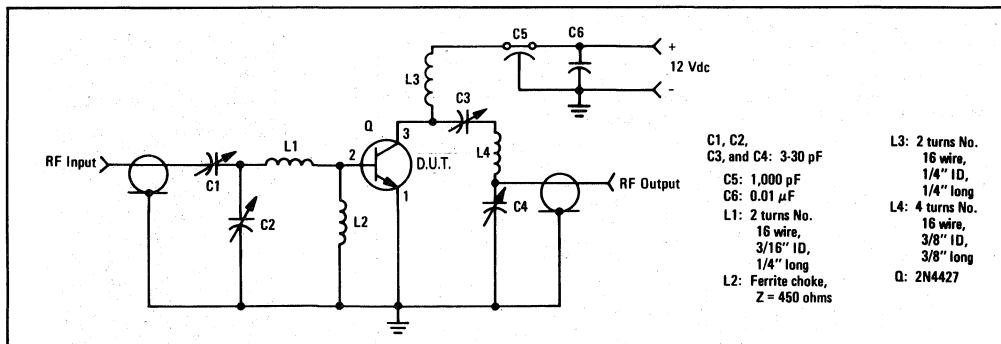 C5
C6
+
12 Vdc
-
L3
C3
Q
3
L1
2
D.U.T.
L4
RF Input
C1
1
RF Output
C2
L2
C4
C1, C2,
C3, and C4: 3-30 pF
C5: 1,000 pF
C6: 0.01 μF
L1: 2 turns No.
16 wire,
3/16" ID,
1/4" long
L2: Ferrite choke,
Z = 450 ohms
L3: 2 turns No.
16 wire,
1/4" ID,
1/4" long
L4: 4 turns No.
16 wire,
3/8" ID,
3/8" long
Q: 2N4427